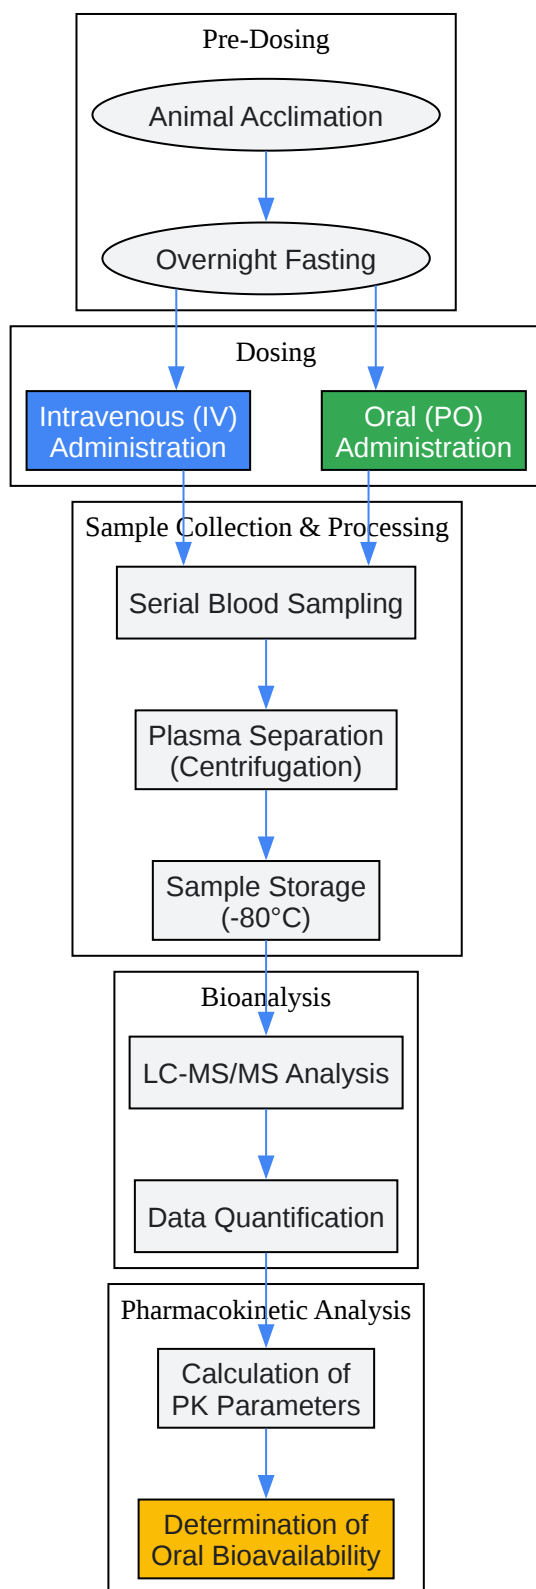 Pre-Dosing
Animal Acclimation
Overnight Fasting
Dosing
Intravenous (IV)
Administration
Oral (PO)
Administration
Sample Collection & Processing
Serial Blood Sampling
Plasma Separation
(Centrifugation)
Sample Storage
(-80°C)
Bioanalysis
LC-MS/MS Analysis
Data Quantification
Pharmacokinetic Analysis
Calculation of
PK Parameters
Determination of
Oral Bioavailability